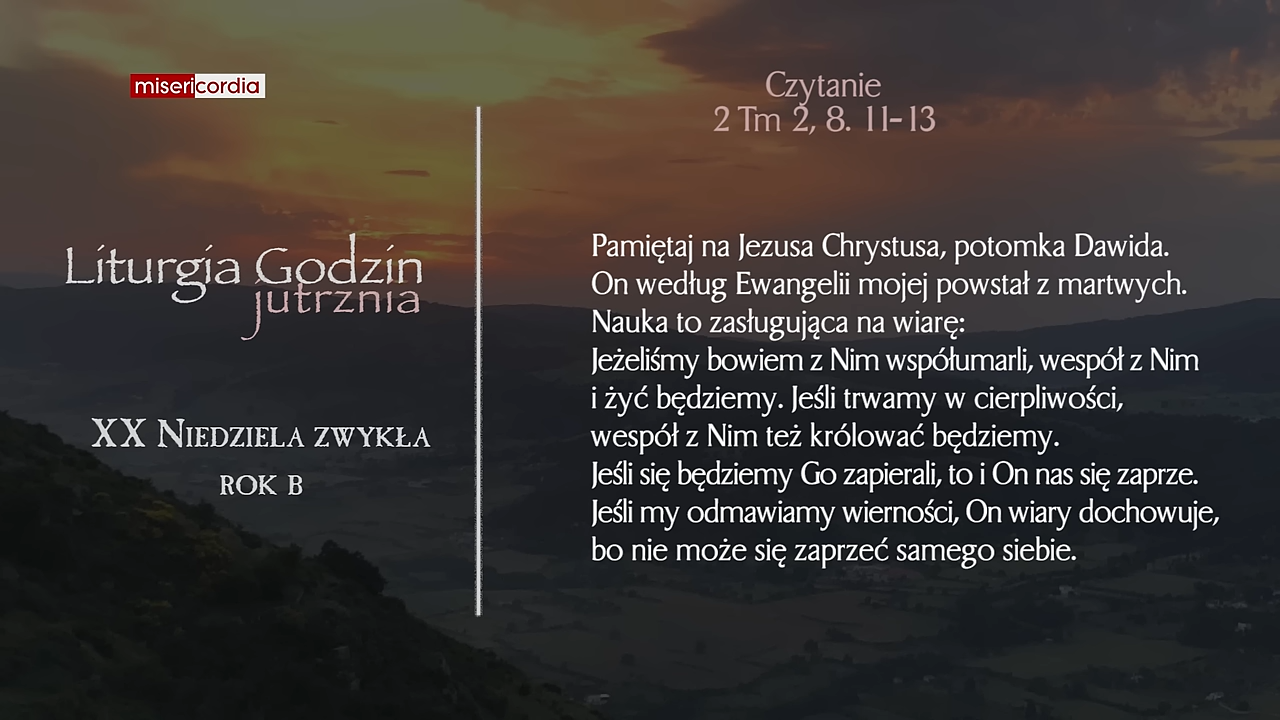 misericordia
Liturgia Godzin
jutrznia
XX Niedziela zwykła
rok B
Czytanie
2 Tm 2, 8. 11-13
Pamiętaj na Jezusa Chrystusa, potomka Dawida.
On według Ewangelii mojej powstał z martwych.
Nauka to zasługująca na wiarę:
Jeżeliśmy bowiem z Nim współumarli, wespół z Nim
i żyć będziemy. Jeśli trwamy w cierpliwości,
wespół z Nim też królować będziemy.
Jeśli się będziemy Go zapierali, to i On nas się zaprze.
Jeśli my odmawiamy wierności, On wiary dochowuje,
bo nie może się zaprzeć samego siebie.